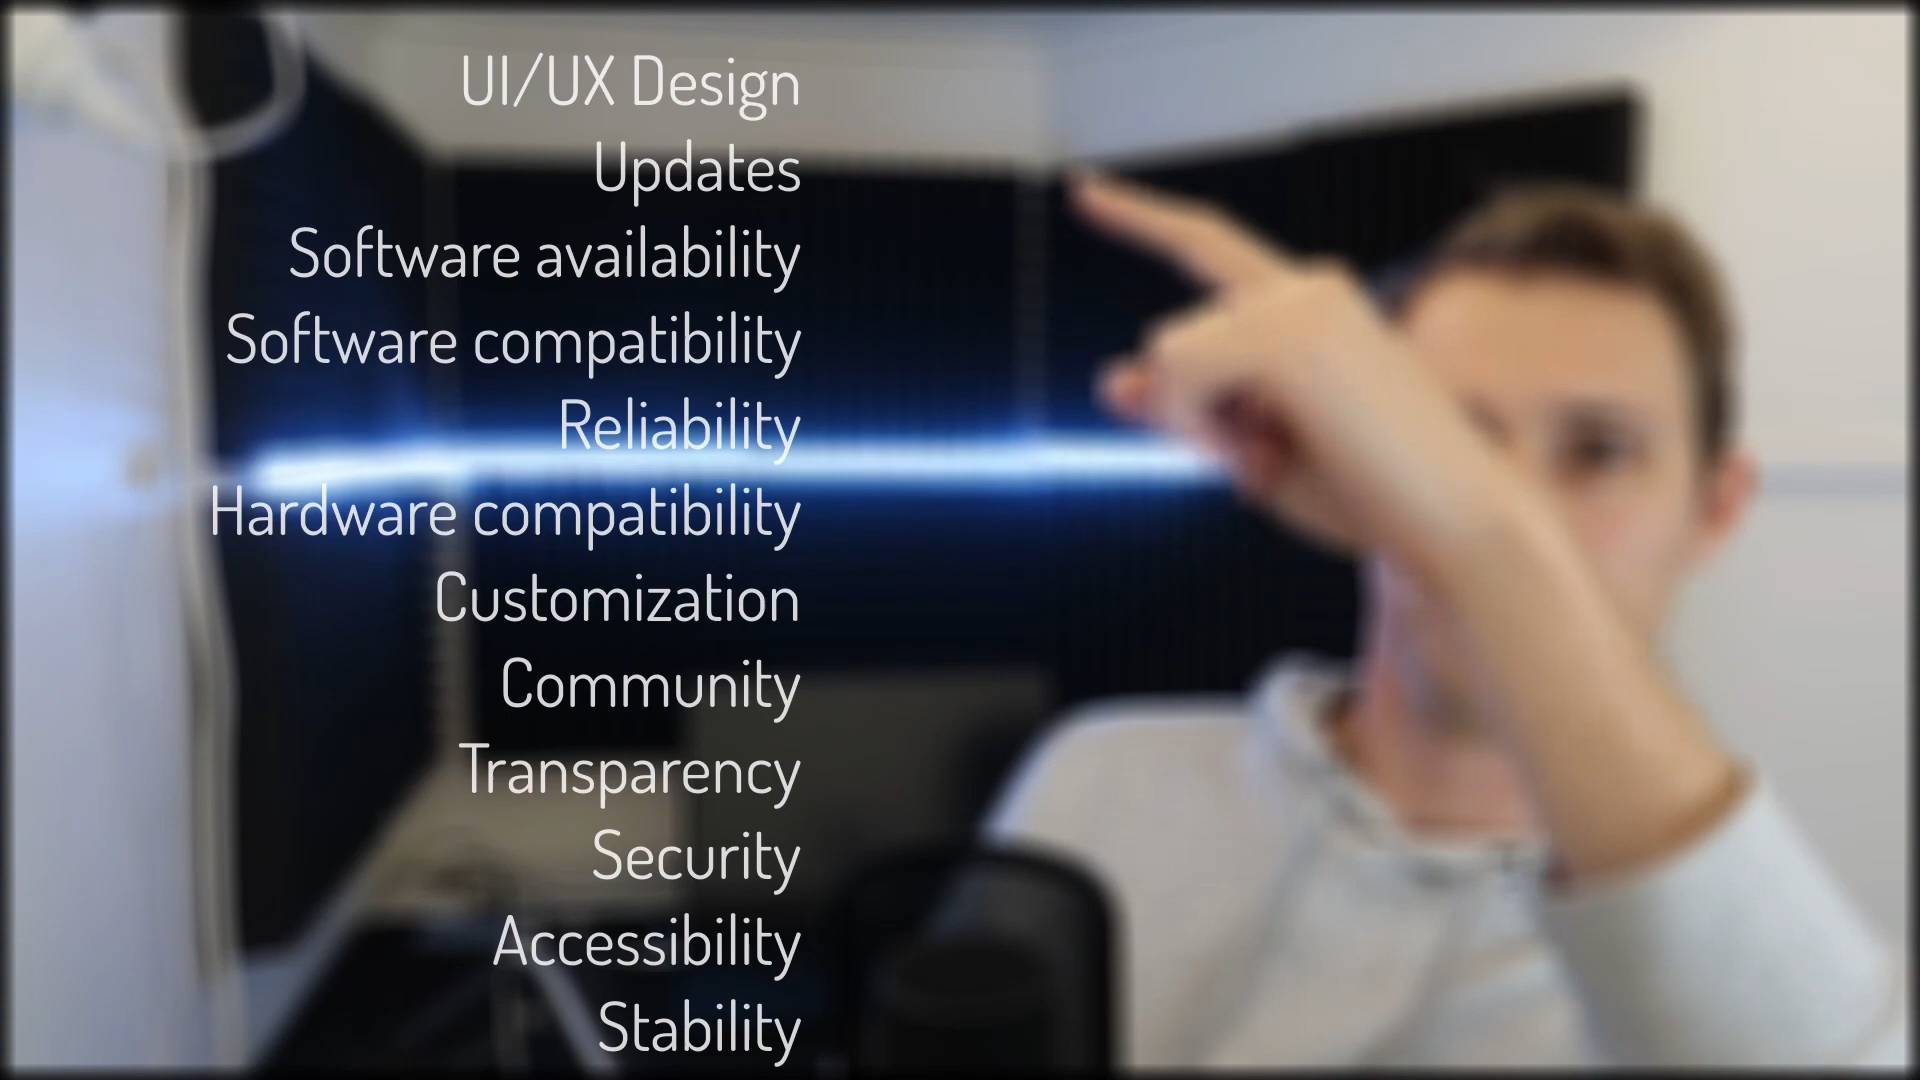 UI/UX Design
Updates
Software availability
Software compatibility
Reliability
Hardware compatibility
Customization
Community
Transparency
Security
Accessibility
Stability